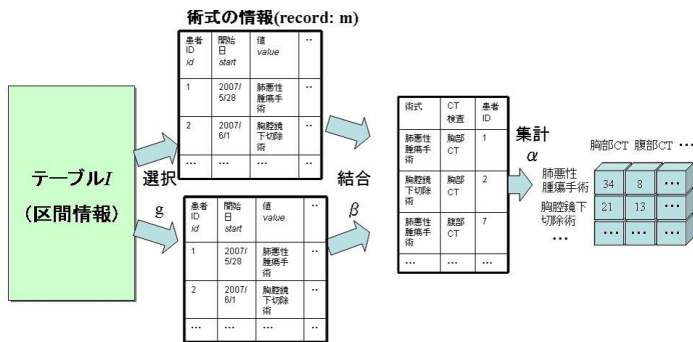 術式の情報(record: m)
テーブルI
(区間情報)
選択
g
患者
ID
id
開始
日
start
値
value
‥
1
2007/
5/28
肺悪性
腫瘍手
術
‥
2
2007/
6/1
胸腔鏡
下切除
術
‥
…
…
…
患者
ID
id
開始
日
start
値
value
‥
1
2007/
5/28
肺悪性
腫瘍手
術
‥
2
2007/
6/1
胸腔鏡
下切除
術
‥
…
…
…
‥
結合
β
術式
CT
検査
患者
ID
肺悪性
腫瘍手
術
胸部
CT
1
胸腔鏡
下切除
術
胸部
CT
2
肺悪性
腫瘍手
術
腹部
CT
7
…
…
…
集計
α
胸部CT 腹部CT …
肺悪性
腫瘍手術
34 8 …
胸腔鏡下
切除術
21 13 …
…
… … …